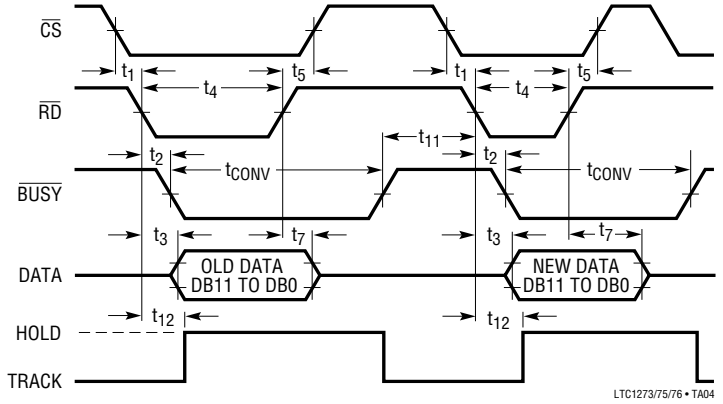 CS
t1 t4 t5 t1 t4 t5
RD
t11
t2 tCONV t2 tCONV
BUSY
t3 t7 t3 t7
DATA OLD DATA DB11 TO DB0 NEW DATA DB11 TO DB0
t12 t12
HOLD
TRACK
LTC1273/75/76 • TA04